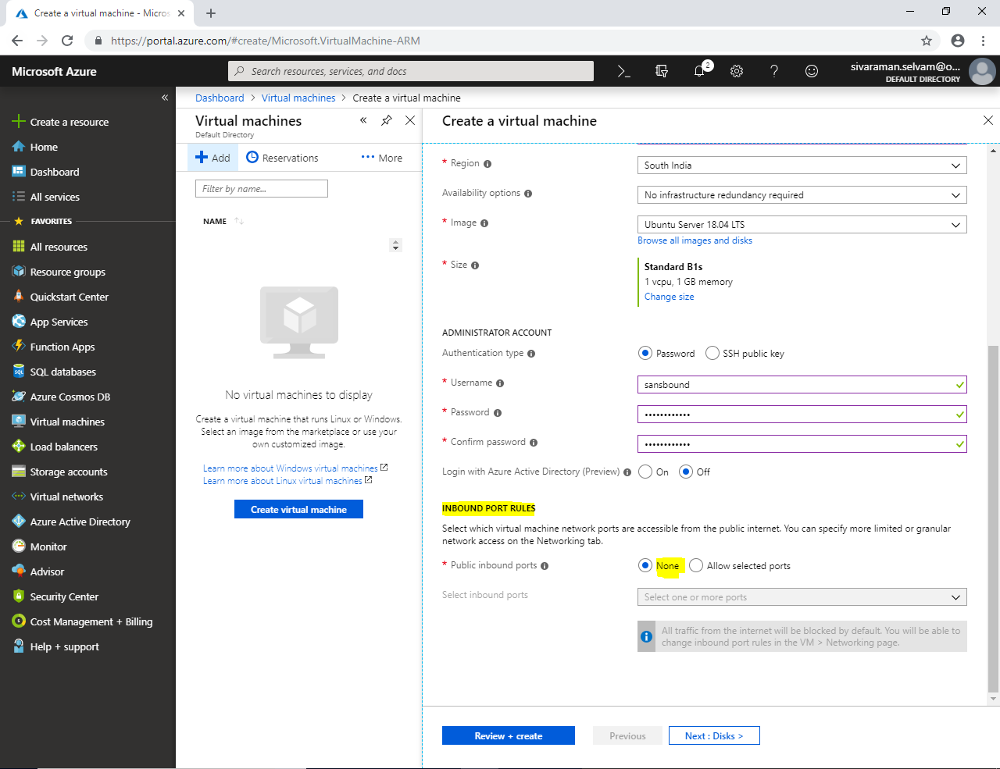 Create a virtual machine - Micros
https://portal.azure.com/#create/Microsoft.VirtualMachine-ARM
Microsoft Azure
Search resources, services, and docs
2
sivaraman.selvam@o...
DEFAULT DIRECTORY
Create a resource
Home
Dashboard
All services
FAVORITES
All resources
Resource groups
Quickstart Center
App Services
Function Apps
SQL databases
Azure Cosmos DB
Virtual machines
Load balancers
Storage accounts
Virtual networks
Azure Active Directory
Monitor
Advisor
Security Center
Cost Management + Billing
Help + support
Dashboard > Virtual machines > Create a virtual machine
Virtual machines
Default Directory
Add
Reservations
More
Filter by name...
NAME
No virtual machines to display
Create a virtual machine that runs Linux or Windows.
Select an image from the marketplace or use your
own customized image.
Learn more about Windows virtual machines
Learn more about Linux virtual machines
Create virtual machine
Create a virtual machine
* Region
South India
Availability options
No infrastructure redundancy required
* Image
Ubuntu Server 18.04 LTS
Browse all images and disks
* Size
Standard B1s
1 vcpu, 1 GB memory
Change size
ADMINISTRATOR ACCOUNT
Authentication type
Password
SSH public key
* Username
sansbound
* Password
••••••••••••
* Confirm password
••••••••••••
Login with Azure Active Directory (Preview)
On
Off
INBOUND PORT RULES
Select which virtual machine network ports are accessible from the public internet. You can specify more limited or granular
network access on the Networking tab.
* Public inbound ports
None
Allow selected ports
Select inbound ports
Select one or more ports
All traffic from the internet will be blocked by default. You will be able to
change inbound port rules in the VM > Networking page.
Review + create
Previous
Next : Disks >